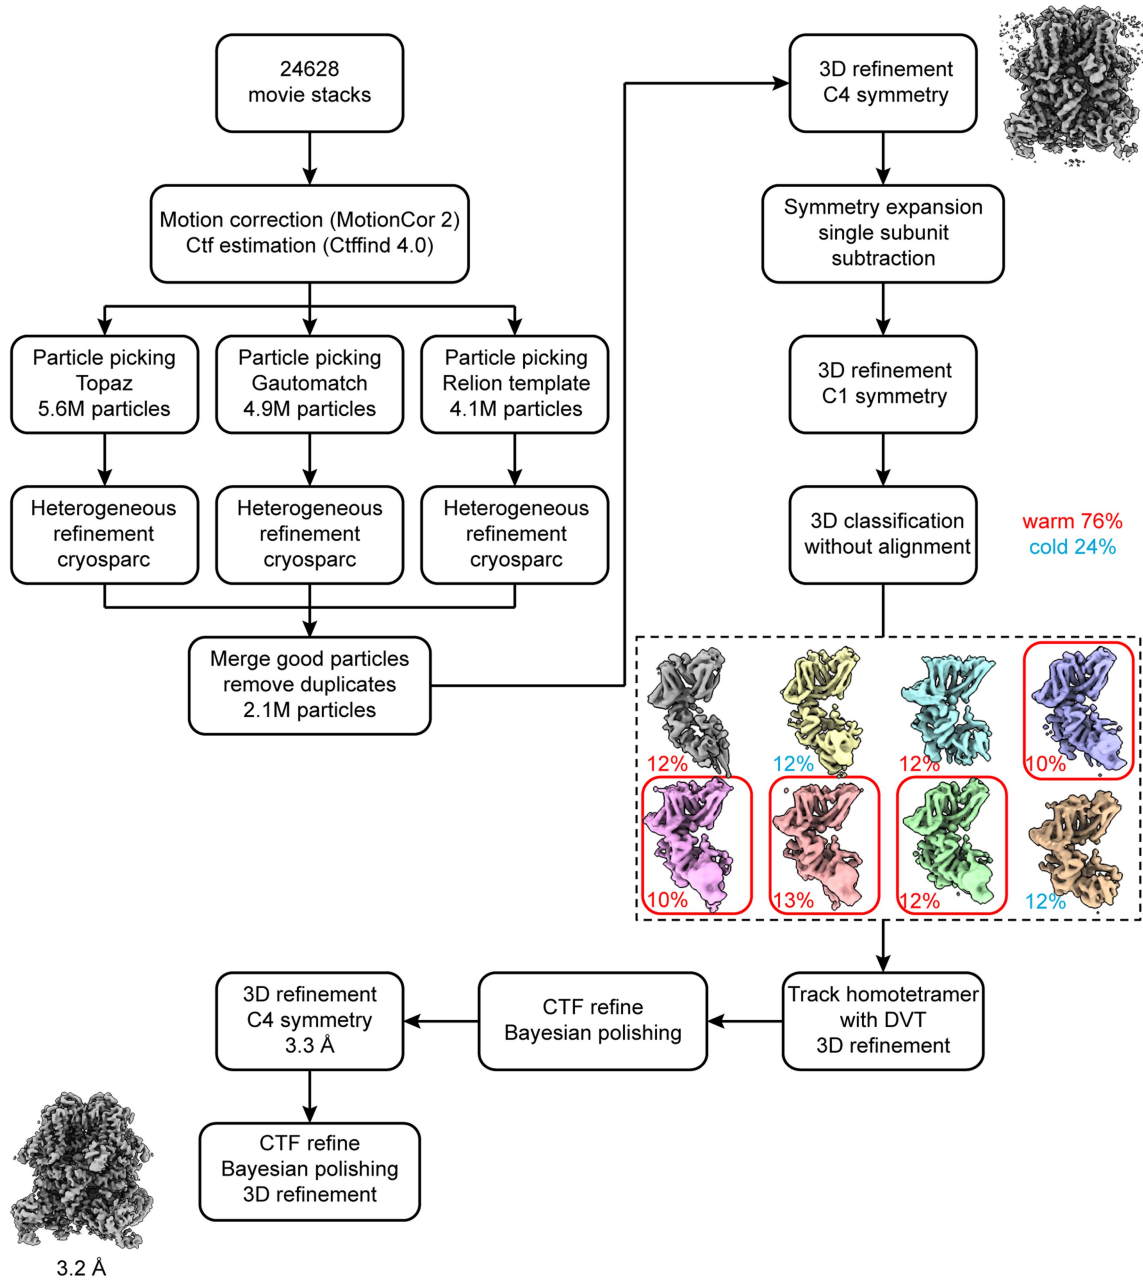 24628
movie stacks
Motion correction (MotionCor 2)
Ctf estimation (Ctffind 4.0)
Particle picking
Topaz
5.6M particles
Particle picking
Gautomatch
4.9M particles
Particle picking
Relion template
4.1M particles
Heterogeneous
refinement
cryosparc
Heterogeneous
refinement
cryosparc
Heterogeneous
refinement
cryosparc
Merge good particles
remove duplicates
2.1M particles
3D refinement
C4 symmetry
Symmetry expansion
single subunit
subtraction
3D refinement
C1 symmetry
3D classification
without alignment
warm 76%
cold 24%
12%
12%
12%
10%
10%
13%
12%
12%
Track homotetramer
with DVT
3D refinement
CTF refine
Bayesian polishing
3D refinement
C4 symmetry
3.3 Å
CTF refine
Bayesian polishing
3D refinement
3.2 Å